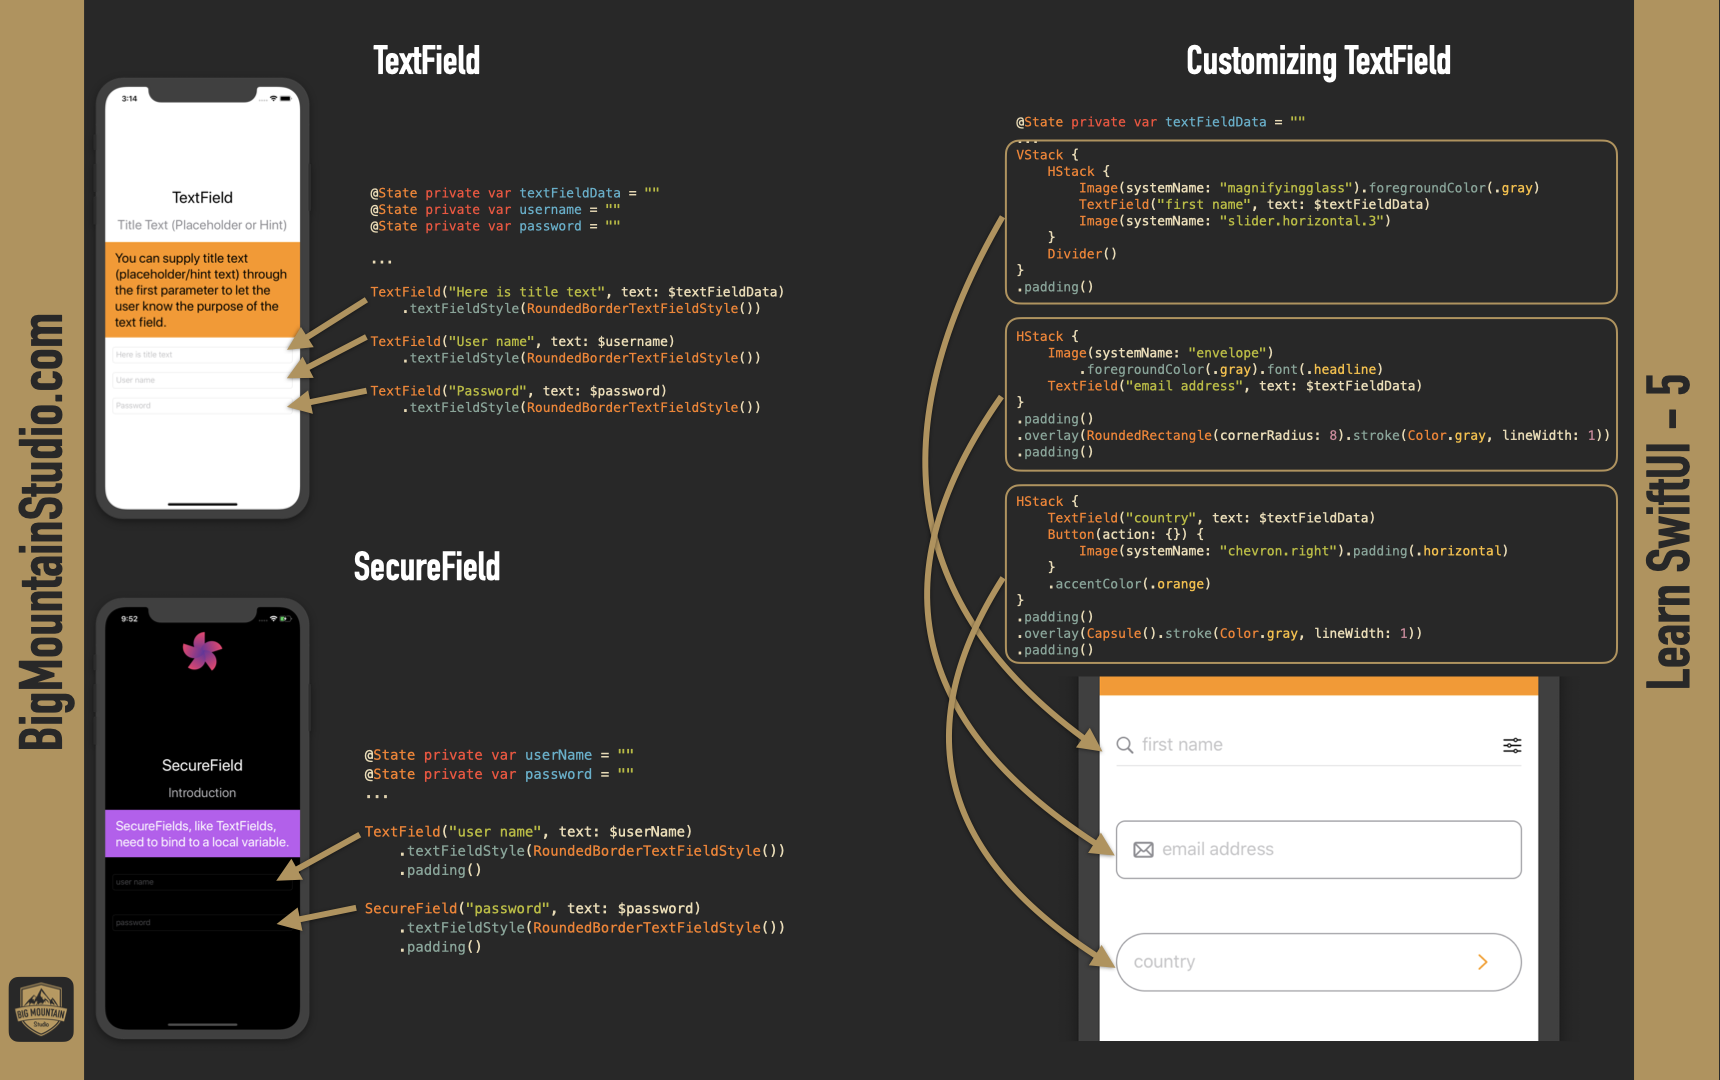 BigMountainStudio.com
BIG MOUNTAIN
Studio
TextField
3:14
TextField
Title Text (Placeholder or Hint)
You can supply title text
(placeholder/hint text) through
the first parameter to let the
user know the purpose of the
text field.
Here is title text
User name
Password
@State private var textFieldData = ""
@State private var username = ""
@State private var password = ""
...
TextField("Here is title text", text: $textFieldData)
    .textFieldStyle(RoundedBorderTextFieldStyle())
TextField("User name", text: $username)
    .textFieldStyle(RoundedBorderTextFieldStyle())
TextField("Password", text: $password)
    .textFieldStyle(RoundedBorderTextFieldStyle())
SecureField
9:52
SecureField
Introduction
SecureFields, like TextFields,
need to bind to a local variable.
user name
password
@State private var userName = ""
@State private var password = ""
...
TextField("user name", text: $userName)
    .textFieldStyle(RoundedBorderTextFieldStyle())
    .padding()
SecureField("password", text: $password)
    .textFieldStyle(RoundedBorderTextFieldStyle())
    .padding()
Customizing TextField
@State private var textFieldData = ""
...
VStack {
    HStack {
        Image(systemName: "magnifyingglass").foregroundColor(.gray)
        TextField("first name", text: $textFieldData)
        Image(systemName: "slider.horizontal.3")
    }
    Divider()
}
.padding()
HStack {
    Image(systemName: "envelope")
        .foregroundColor(.gray).font(.headline)
    TextField("email address", text: $textFieldData)
}
.padding()
.overlay(RoundedRectangle(cornerRadius: 8).stroke(Color.gray, lineWidth: 1))
.padding()
HStack {
    TextField("country", text: $textFieldData)
    Button(action: {}) {
        Image(systemName: "chevron.right").padding(.horizontal)
    }
    .accentColor(.orange)
}
.padding()
.overlay(Capsule().stroke(Color.gray, lineWidth: 1))
.padding()
first name
email address
country
Learn SwiftUI - 5